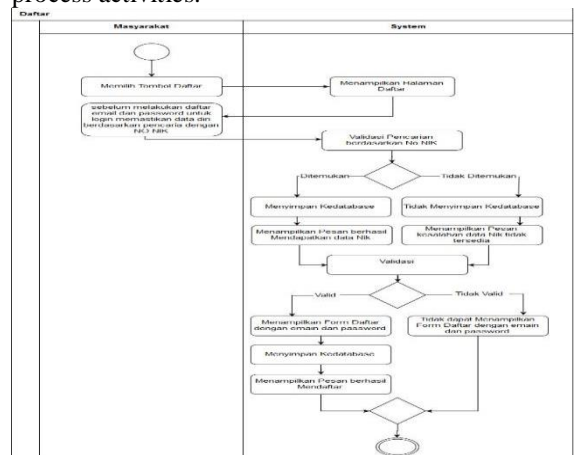 process activities.
Daftar
Masyarakat
System
Memilih Tombol Daftar
Menampilkan Halaman
Daftar
sebelum melakukan daftar
email dan password untuk
login memastikan data diri
berdasarkan pencaria dengan
NO NIK
Validasi Pencarian
berdasarkan No NIK
Ditemukan
Tidak Ditemukan
Menyimpan Kedatabase
Tidak Menyimpan Kedatabase
Menampilkan Pesan berhasil
Mendapatkan data Nik
Menampilkan Pesan
kesalahan data Nik tidak
tersedia
Validasi
Valid
Tidak Valid
Menampilkan Form Daftar
dengan emain dan password
Tidak dapat Menampilkan
Form Daftar dengan emain
dan password
Menyimpan Kedatabase
Menampilkan Pesan berhasil
Mendaftar